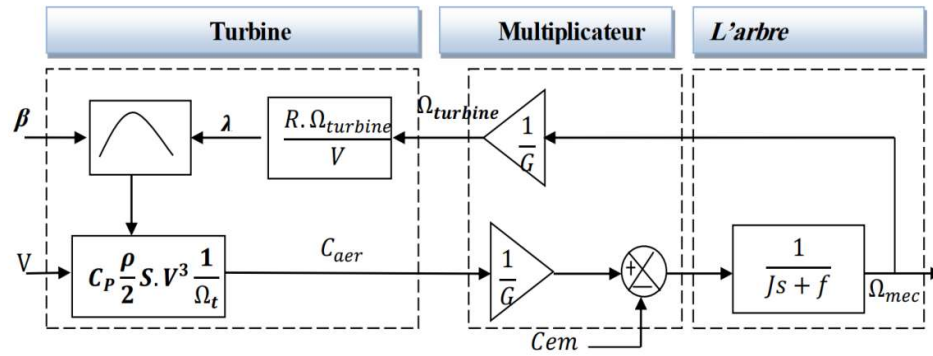 Turbine
Multiplicateur
L'arbre
β
λ
R.Ω_turbine
V
Ω_turbine
1
G
V
C_P ρ/2 S.V³ 1/Ω_t
C_aer
1
G
+
−
Cem
1
Js + f
Ω_mec